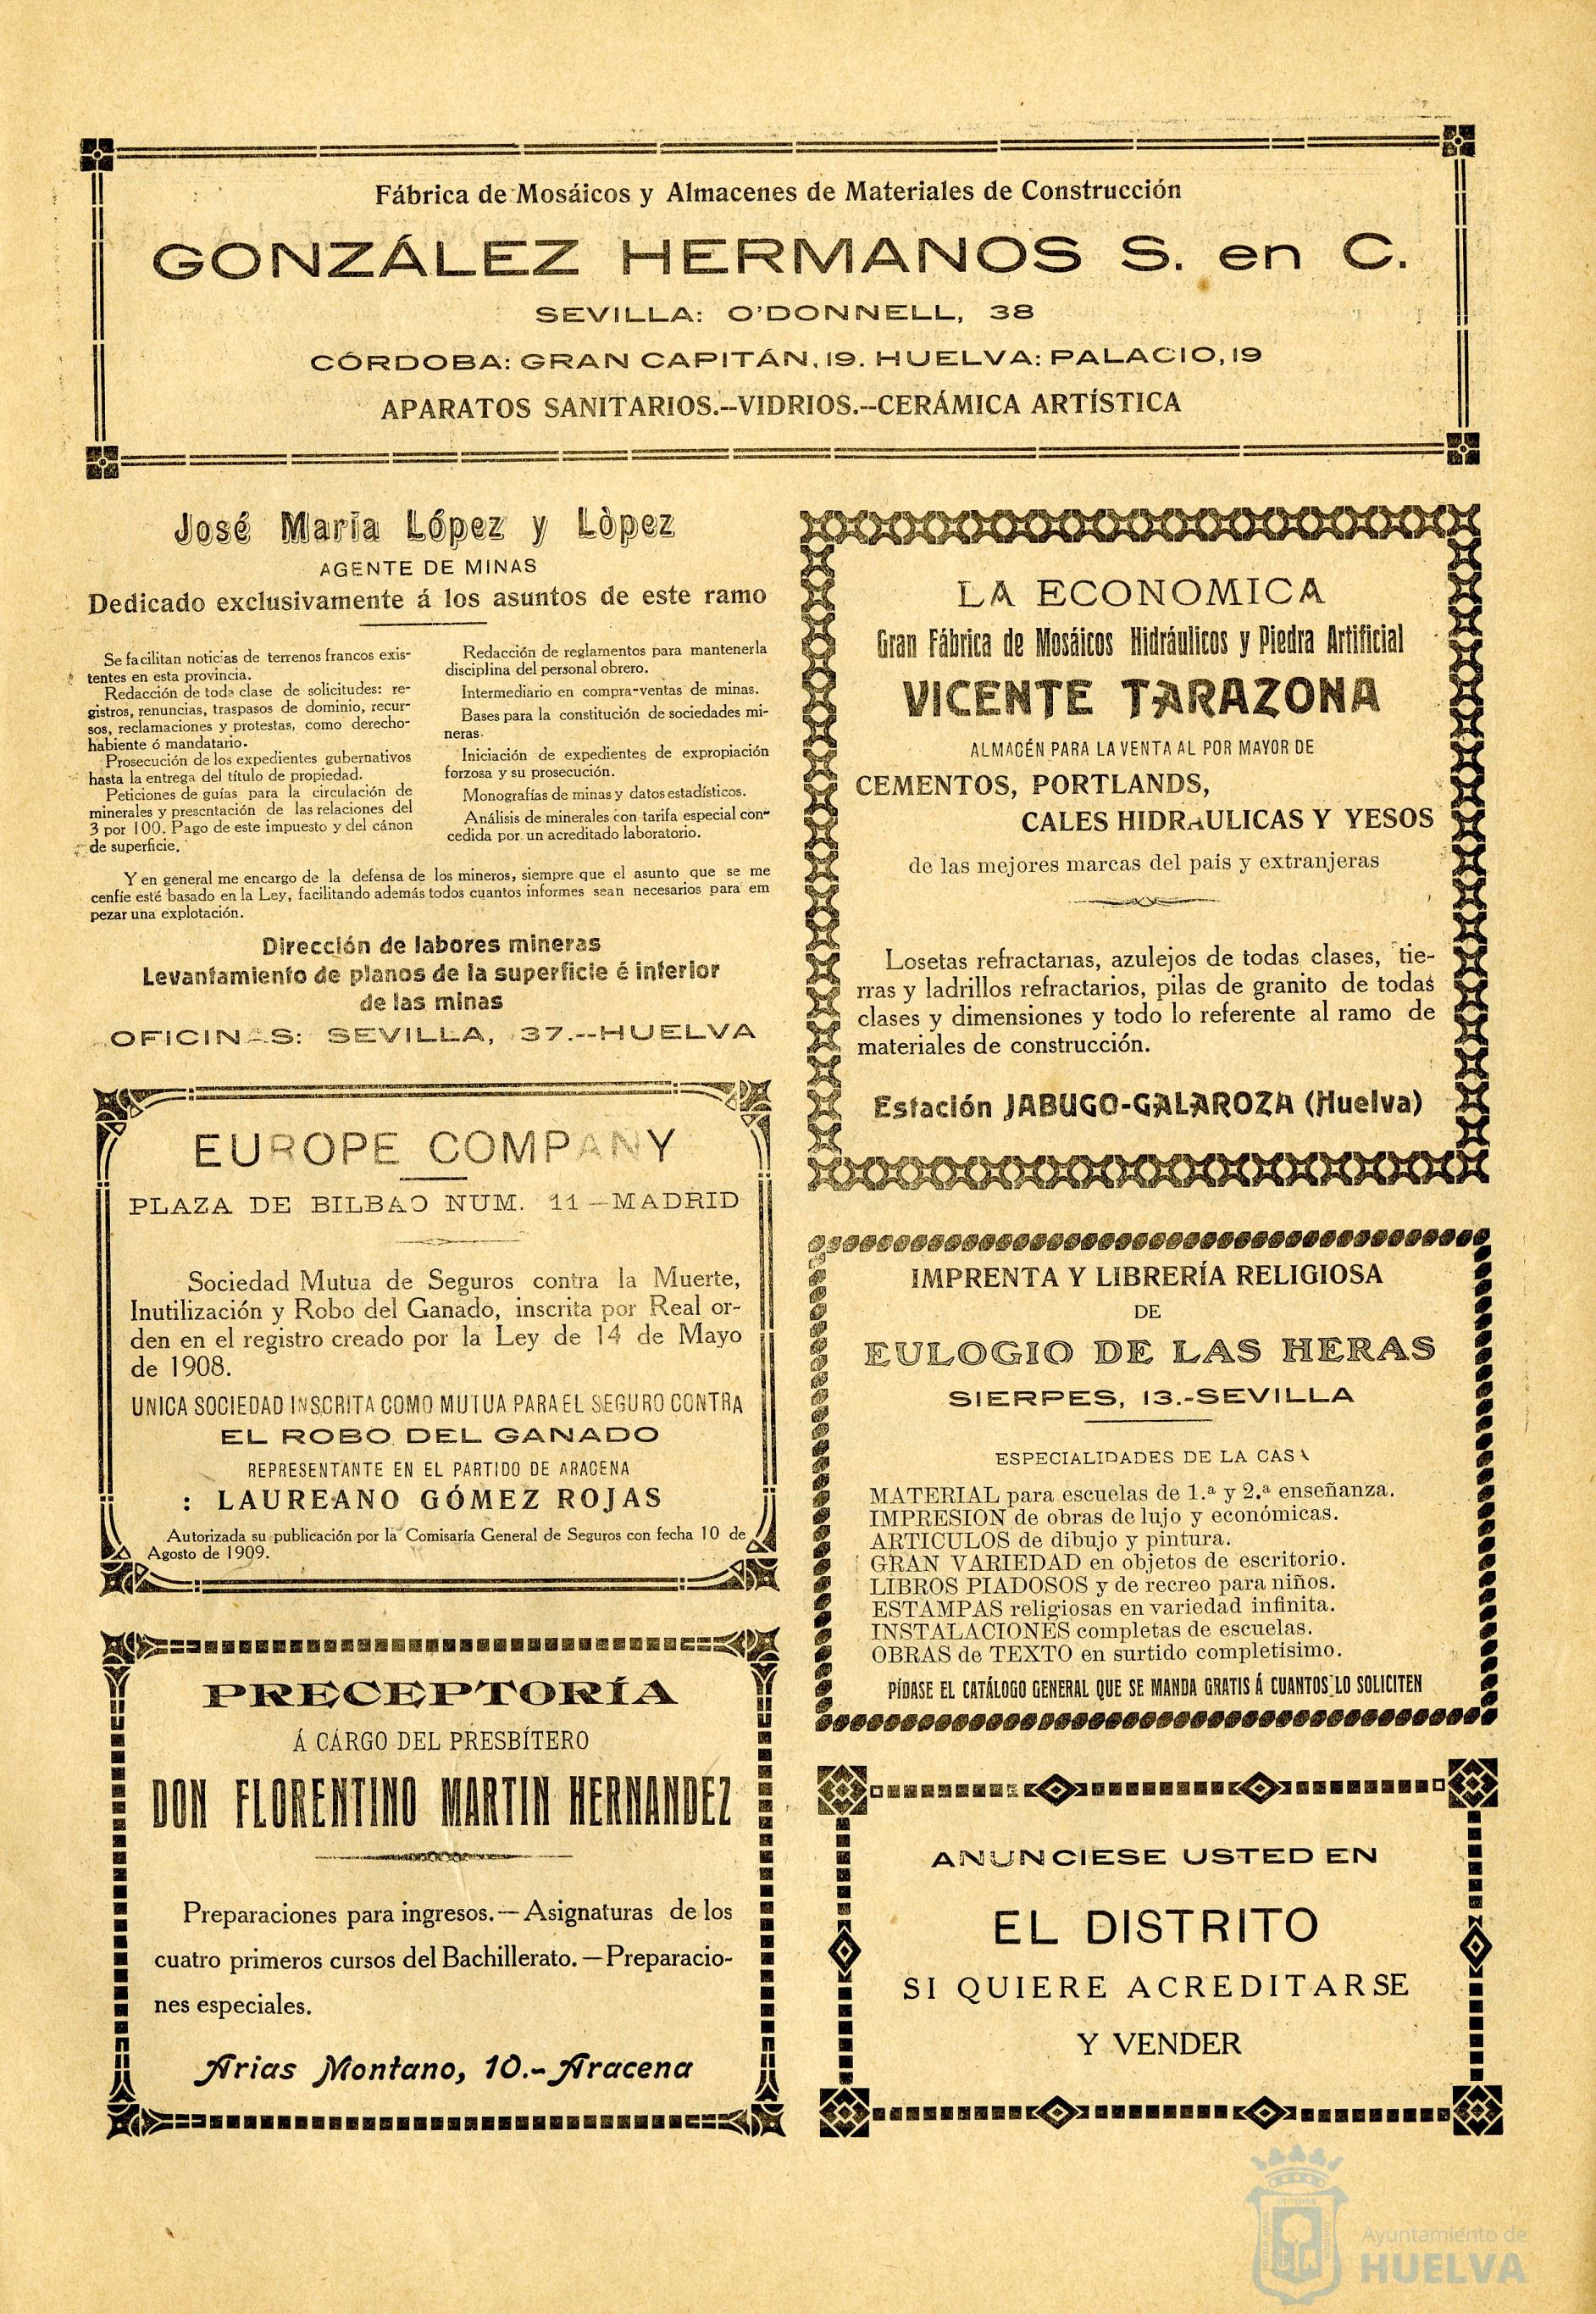 Fábrica de Mosáicos y Almacenes de Materiales de Construcción
GONZÁLEZ HERMANOS S. en C.
SEVILLA: O'DONNELL, 38
CÓRDOBA: GRAN CAPITÁN, 19. HUELVA: PALACIO, 19
APARATOS SANITARIOS.--VIDRIOS.--CERÁMICA ARTÍSTICA
José María López y Lòpez
AGENTE DE MINAS
Dedicado exclusivamente á los asuntos de este ramo
Se facilitan noticias de terrenos francos exis-
tentes en esta provincia.
Redacción de toda clase de solicitudes: re-
gistros, renuncias, traspasos de dominio, recur-
sos, reclamaciones y protestas, como derecho-
habiente ó mandatario.
Prosecución de los expedientes gubernativos
hasta la entrega del título de propiedad.
Peticiones de guías para la circulación de
minerales y presentación de las relaciones del
3 por 100. Pago de este impuesto y del cánon
de superficie.
Redacción de reglamentos para mantener la
disciplina del personal obrero.
Intermediario en compra-ventas de minas.
Bases para la constitución de sociedades mi-
neras.
Iniciación de expedientes de expropiación
forzosa y su prosecución.
Monografías de minas y datos estadísticos.
Análisis de minerales con tarifa especial con-
cedida por un acreditado laboratorio.
Y en general me encargo de la defensa de los mineros, siempre que el asunto que se me
cenfie esté basado en la Ley, facilitando además todos cuantos informes sean necesarios para em
pezar una explotación.
Dirección de labores mineras
Levantamiento de planos de la superficie é interior
de las minas
OFICINAS: SEVILLA, 37.--HUELVA
EUROPE COMPANY
PLAZA DE BILBAO NUM. 11—MADRID
Sociedad Mutua de Seguros contra la Muerte,
Inutilización y Robo del Ganado, inscrita por Real or-
den en el registro creado por la Ley de 14 de Mayo
de 1908.
UNICA SOCIEDAD INSCRITA COMO MUTUA PARA EL SEGURO CONTRA
EL ROBO DEL GANADO
REPRESENTANTE EN EL PARTIDO DE ARACENA
: LAUREANO GÓMEZ ROJAS
Autorizada su publicación por la Comisaría General de Seguros con fecha 10 de
Agosto de 1909.
PRECEPTORÍA
Á CARGO DEL PRESBÍTERO
DON FLORENTINO MARTIN HERNANDEZ
Preparaciones para ingresos.—Asignaturas de los
cuatro primeros cursos del Bachillerato.—Preparacio-
nes especiales.
Arias Montano, 10.-Aracena
LA ECONOMICA
Gran Fábrica de Mosáicos Hidráulicos y Piedra Artificial
VICENTE TARAZONA
ALMACÉN PARA LA VENTA AL POR MAYOR DE
CEMENTOS, PORTLANDS,
CALES HIDRAULICAS Y YESOS
de las mejores marcas del país y extranjeras
Losetas refractarias, azulejos de todas clases, tie-
rras y ladrillos refractarios, pilas de granito de todas
clases y dimensiones y todo lo referente al ramo de
materiales de construcción.
Estación JABUGO-GALAROZA (Huelva)
IMPRENTA Y LIBRERÍA RELIGIOSA
DE
EULOGIO DE LAS HERAS
SIERPES, 13.-SEVILLA
ESPECIALIDADES DE LA CASA
MATERIAL para escuelas de 1.ª y 2.ª enseñanza.
IMPRESION de obras de lujo y económicas.
ARTICULOS de dibujo y pintura.
GRAN VARIEDAD en objetos de escritorio.
LIBROS PIADOSOS y de recreo para niños.
ESTAMPAS religiosas en variedad infinita.
INSTALACIONES completas de escuelas.
OBRAS de TEXTO en surtido completísimo.
PÍDASE EL CATÁLOGO GENERAL QUE SE MANDA GRATIS Á CUANTOS LO SOLICITEN
ANUNCIESE USTED EN
EL DISTRITO
SI QUIERE ACREDITARSE
Y VENDER
Ayuntamiento de
HUELVA